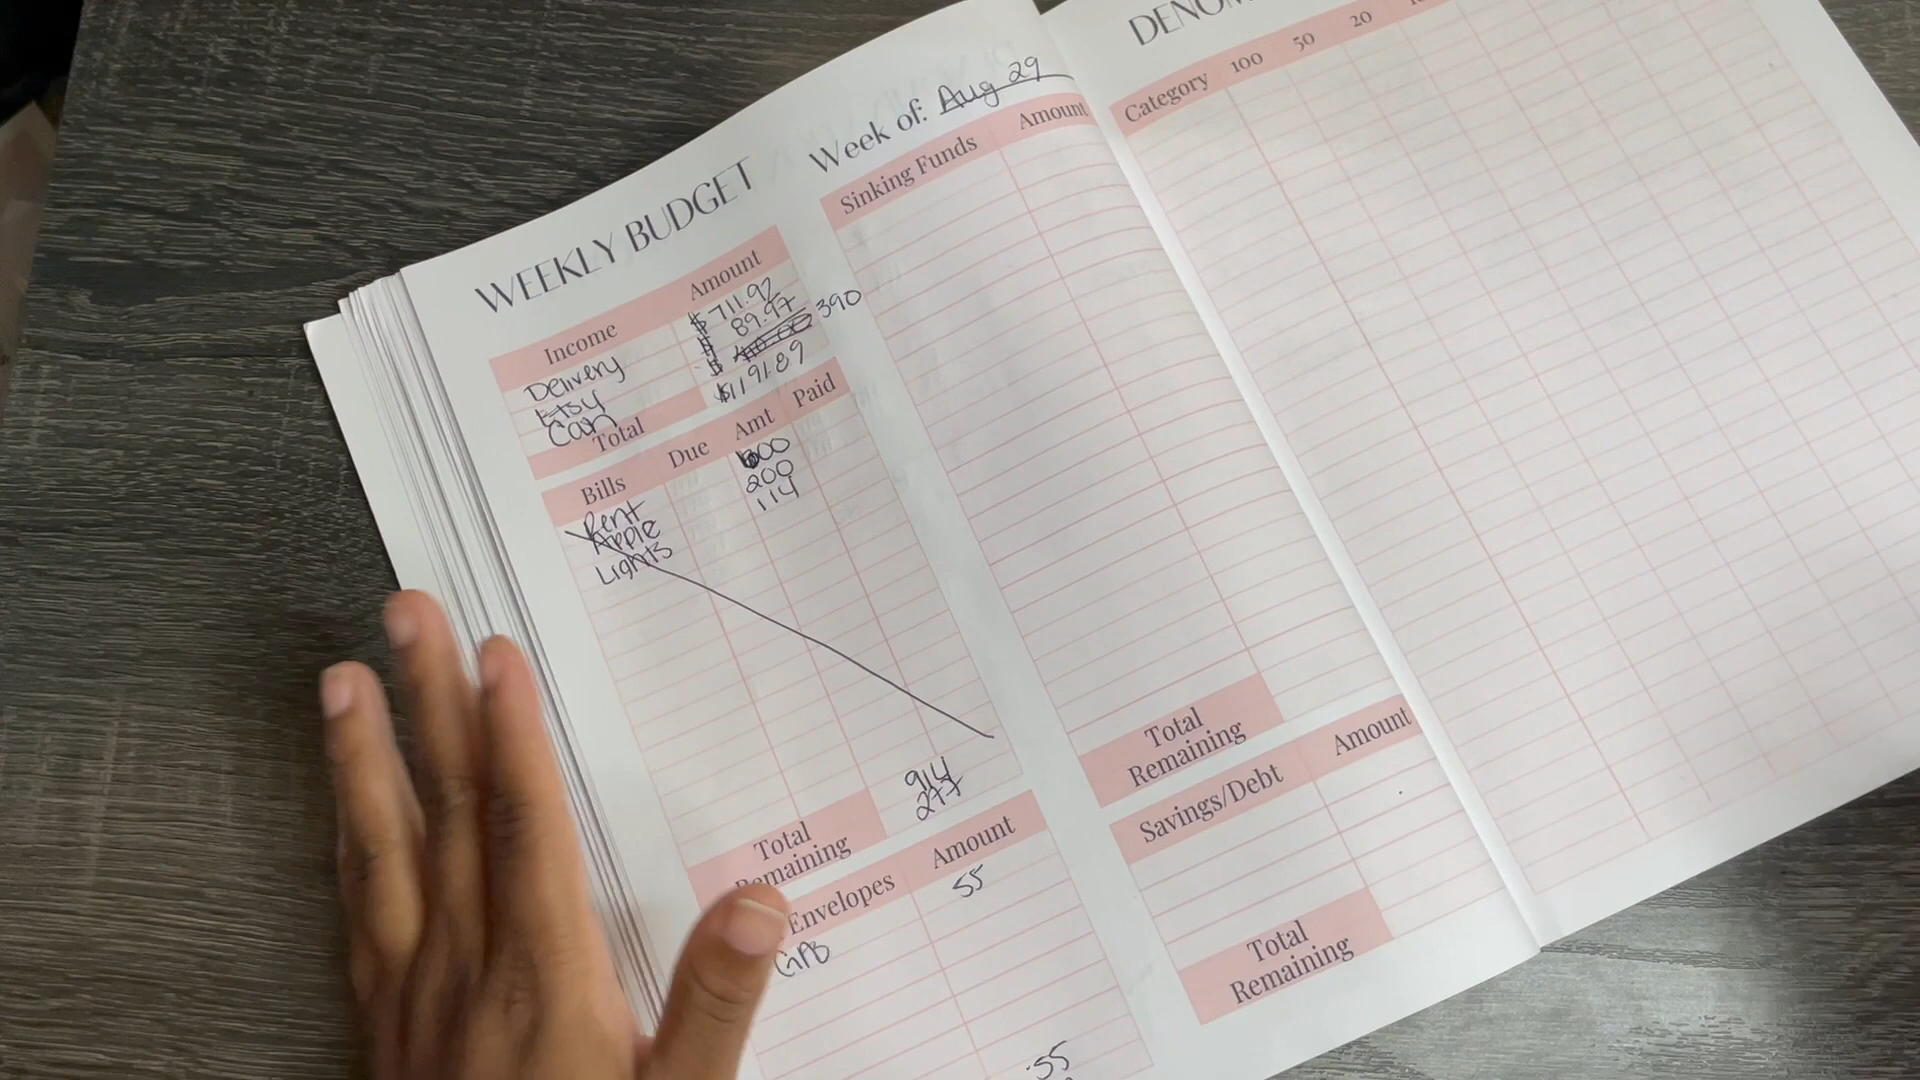 WEEKLY BUDGET
Week of: Aug 29
Income Amount
Delivery $711.92
Etsy $ 89.97
Cash $ 390
Total $1191.89
Bills Due Amt Paid
Rent 600
Apple 200
Lights 114
Total 914
Remaining 277
Envelopes Amount
GPB 55
55
Sinking Funds Amount
Total
Remaining
Savings/Debt Amount
Total
Remaining
Category 100 50 20